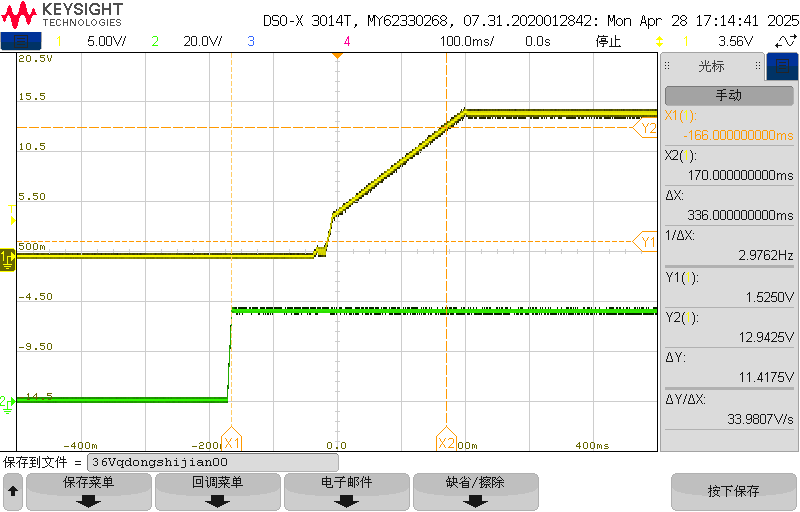 KEYSIGHT
TECHNOLOGIES
DSO-X 3014T, MY62330268, 07.31.2020012842: Mon Apr 28 17:14:41 2025
1 5.00V/ 2 20.0V/ 3 4 100.0ms/ 0.0s 停止 1 3.56V
20.5V
15.5
10.5
5.50
500m
-4.50
-9.50
-14.5
-400m -200m 0.0 200m 400ms
Y2
Y1
X1
X2
1
2
T
光标
手动
X1(1):
-166.000000000ms
X2(1):
170.000000000ms
ΔX:
336.000000000ms
1/ΔX:
2.9762Hz
Y1(1):
1.5250V
Y2(1):
12.9425V
ΔY:
11.4175V
ΔY/ΔX:
33.9807V/s
保存到文件 = 36Vqdongshijian00
保存菜单
回调菜单
电子邮件
缺省/擦除
按下保存